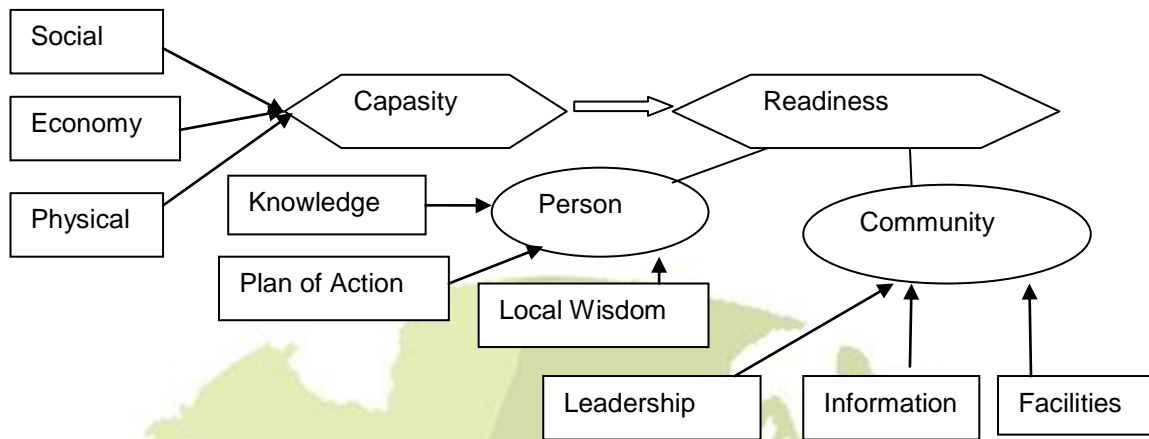 Social
Capasity
Readiness
Economy
Knowledge
Person
Physical
Community
Plan of Action
Local Wisdom
Leadership
Information
Facilities